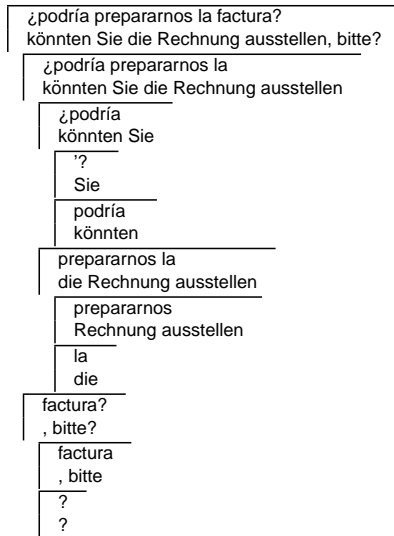 ¿podría prepararnos la factura?
könnten Sie die Rechnung ausstellen, bitte?
¿podría prepararnos la
könnten Sie die Rechnung ausstellen
¿podría
könnten Sie
'?
Sie
podría
könnten
prepararnos la
die Rechnung ausstellen
prepararnos
Rechnung ausstellen
la
die
factura?
, bitte?
factura
, bitte
?
?